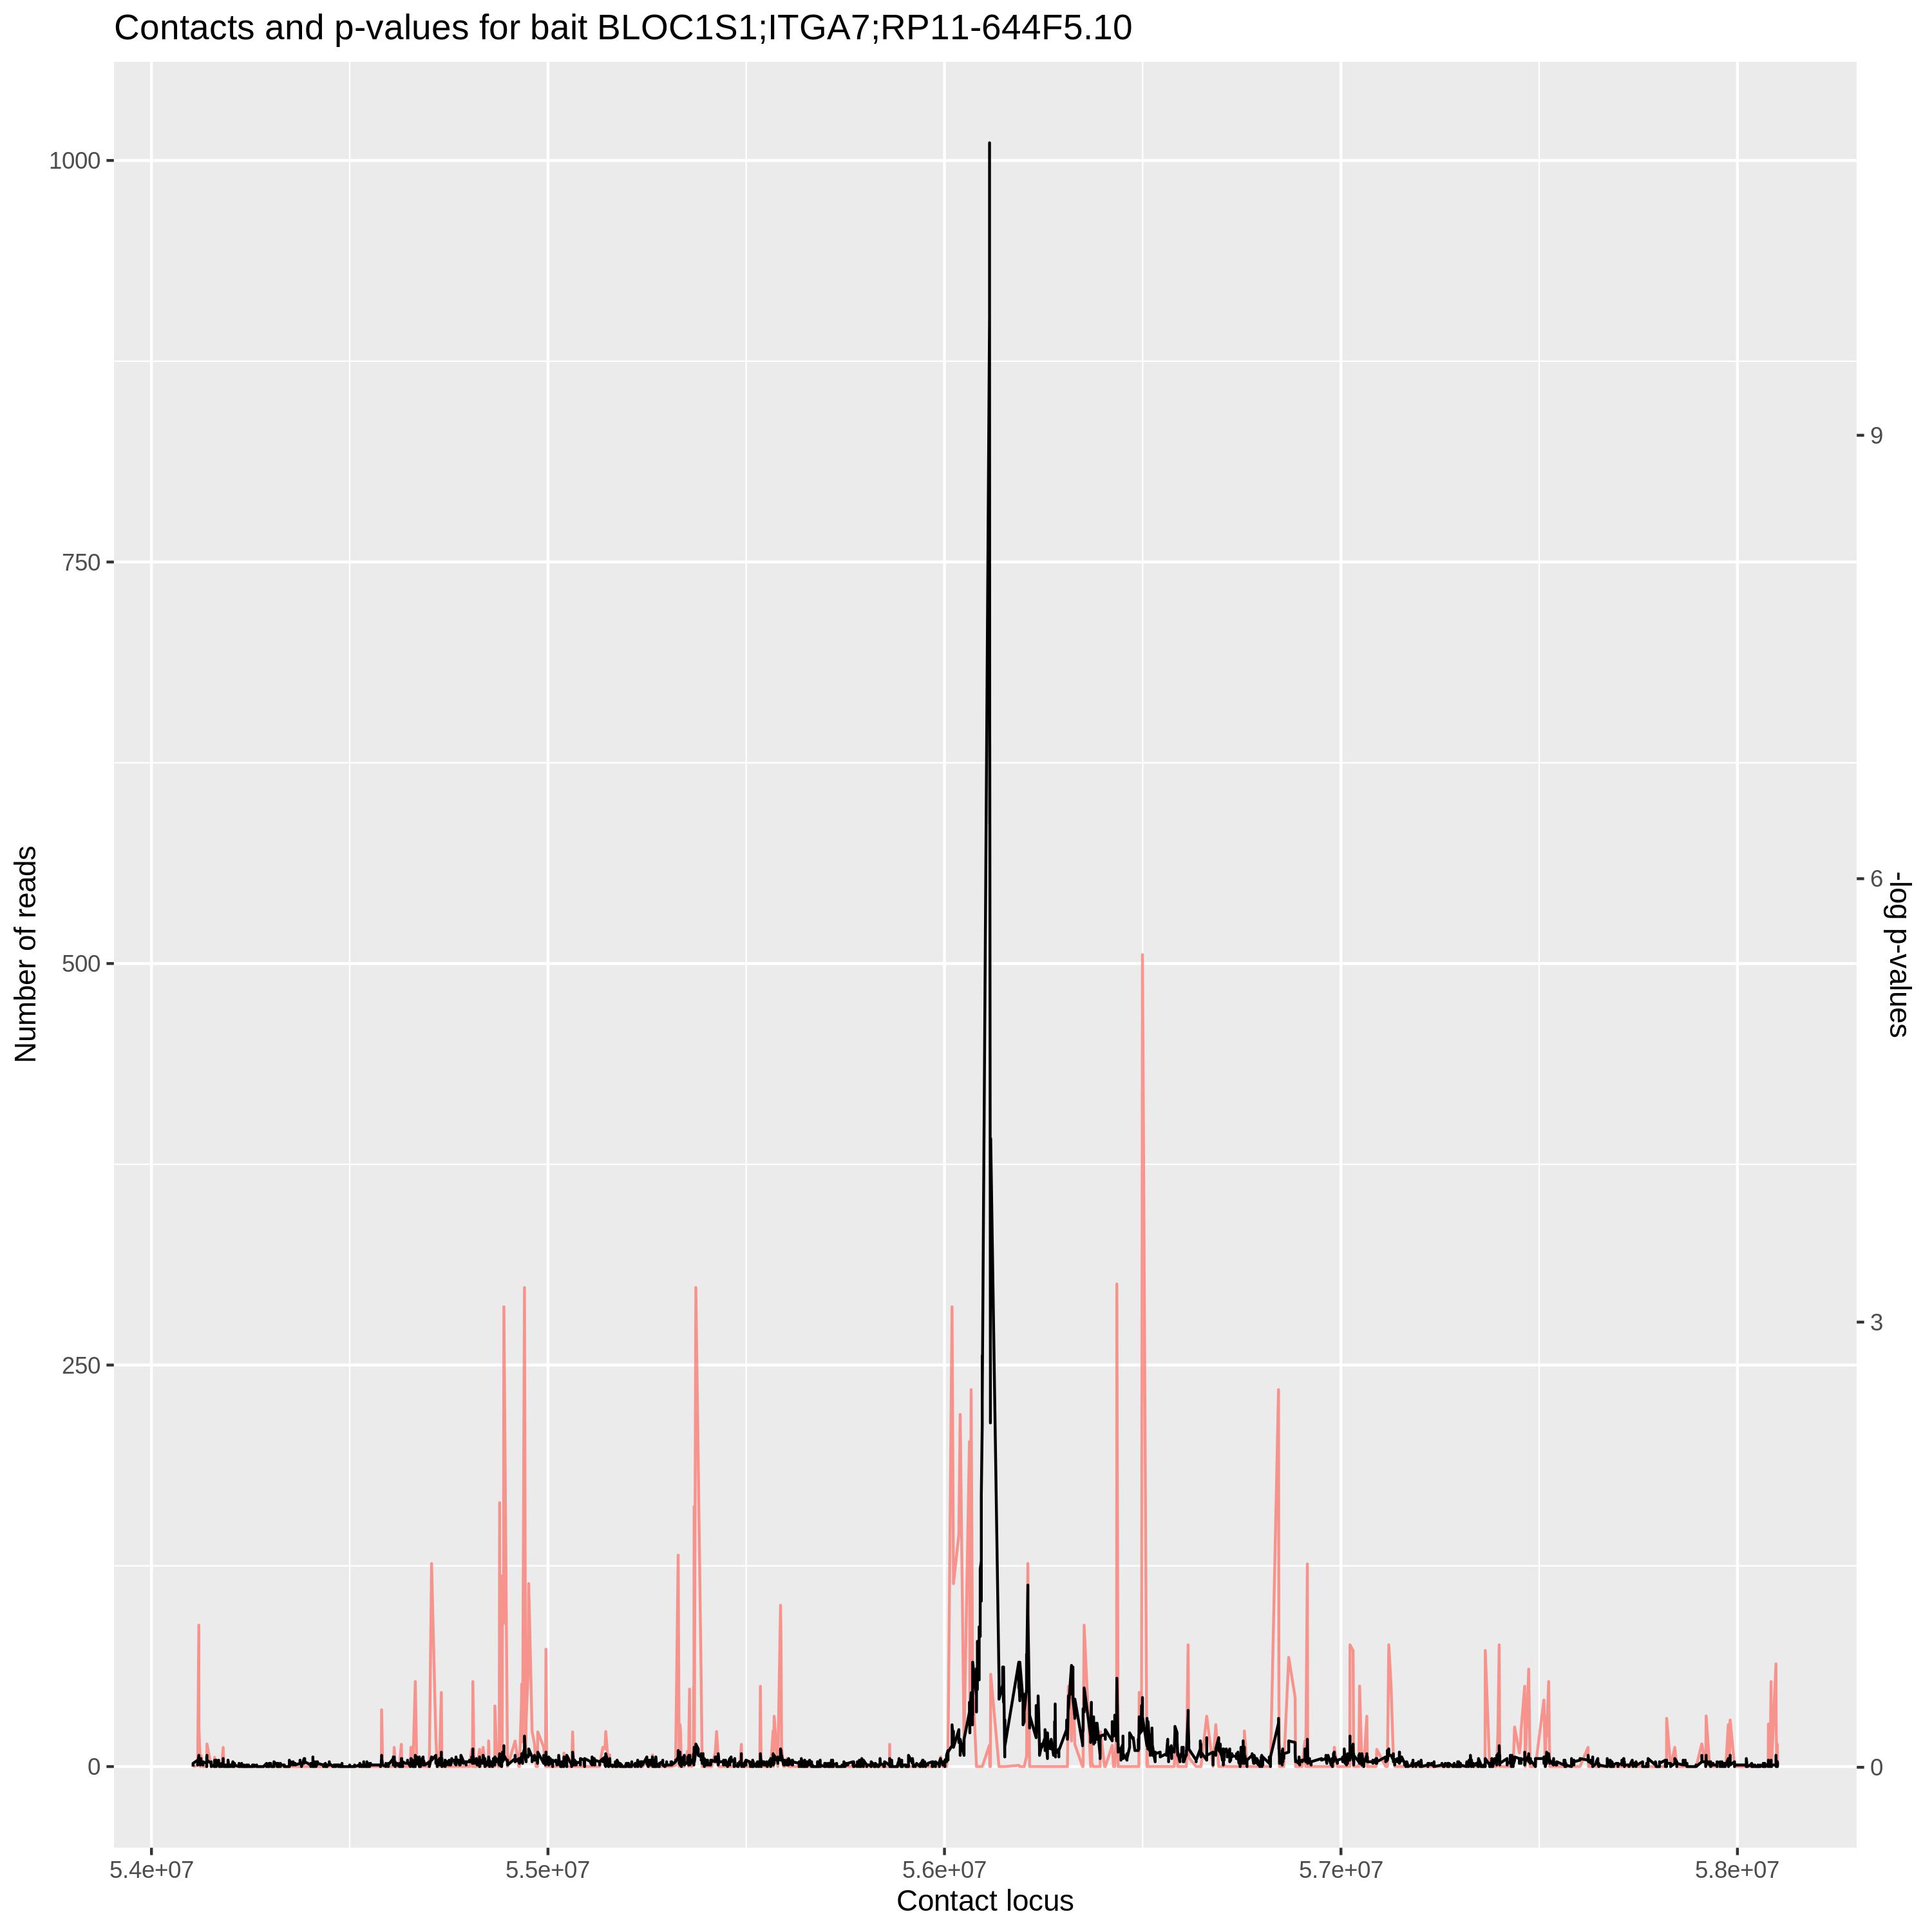 Contacts and p-values for bait BLOC1S1;ITGA7;RP11-644F5.10
1000
750
500
250
0
Number of reads
9
6
3
0
-log p-values
5.4e+07
5.5e+07
5.6e+07
5.7e+07
5.8e+07
Contact locus